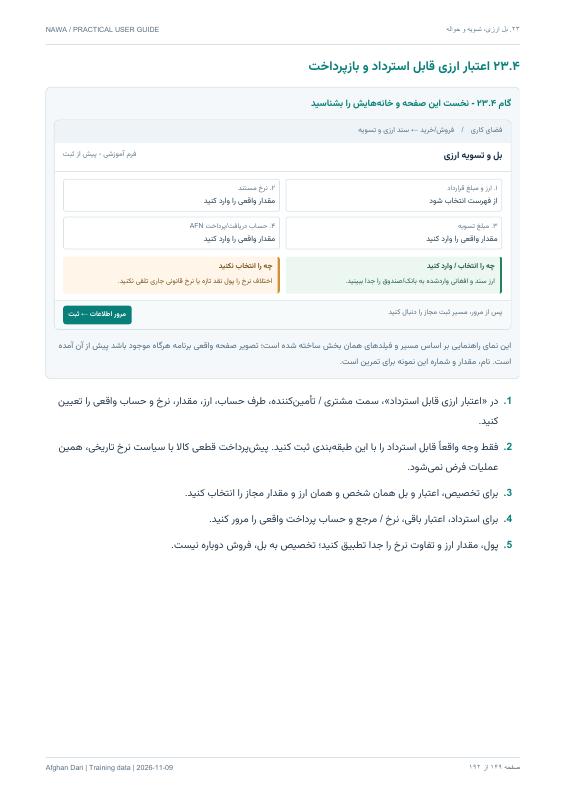 NAWA / PRACTICAL USER GUIDE
۲۳. بل ارزی، تسویه و حواله
۲۳.۴ اعتبار ارزی قابل استرداد و بازپرداخت
گام ۲۳.۴ - نخست این صفحه و خانه‌هایش را بشناسید
فضای کاری / فروش/خرید ← سند ارزی و تسویه
بل و تسویه ارزی
فرم آموزشی - پیش از ثبت
۱. ارز و مبلغ قرارداد
از فهرست انتخاب شود
۲. نرخ مستند
مقدار واقعی را وارد کنید
۳. مبلغ تسویه
مقدار واقعی را وارد کنید
۴. حساب دریافت/پرداخت AFN
مقدار واقعی را وارد کنید
چه را انتخاب / وارد کنید
ارز سند و افغانی واردشده به بانک/صندوق را جدا ببینید.
چه را انتخاب نکنید
اختلاف نرخ را پول نقد تازه یا نرخ قانونی جاری تلقی نکنید.
پس از مرور، مسیر ثبت مجاز را دنبال کنید
مرور اطلاعات ← ثبت
این نمای راهنمایی بر اساس مسیر و فیلدهای همان بخش ساخته شده است؛ تصویر صفحه واقعی برنامه هرگاه موجود باشد پیش از آن آمده
است. نام، مقدار و شماره این نمونه برای تمرین است.
1. در «اعتبار ارزی قابل استرداد»، سمت مشتری / تأمین‌کننده، طرف حساب، ارز، مقدار، نرخ و حساب واقعی را تعیین
کنید.
2. فقط وجه واقعاً قابل استرداد را با این طبقه‌بندی ثبت کنید. پیش‌پرداخت قطعی کالا با سیاست نرخ تاریخی، همین
عملیات فرض نمی‌شود.
3. برای تخصیص، اعتبار و بل همان شخص و همان ارز و مقدار مجاز را انتخاب کنید.
4. برای استرداد، اعتبار باقی، نرخ / مرجع و حساب پرداخت واقعی را مرور کنید.
5. پول، مقدار ارز و تفاوت نرخ را جدا تطبیق کنید؛ تخصیص به بل، فروش دوباره نیست.
Afghan Dari | Training data | 2026-11-09
صفحه ۱۴۹ از ۱۹۲